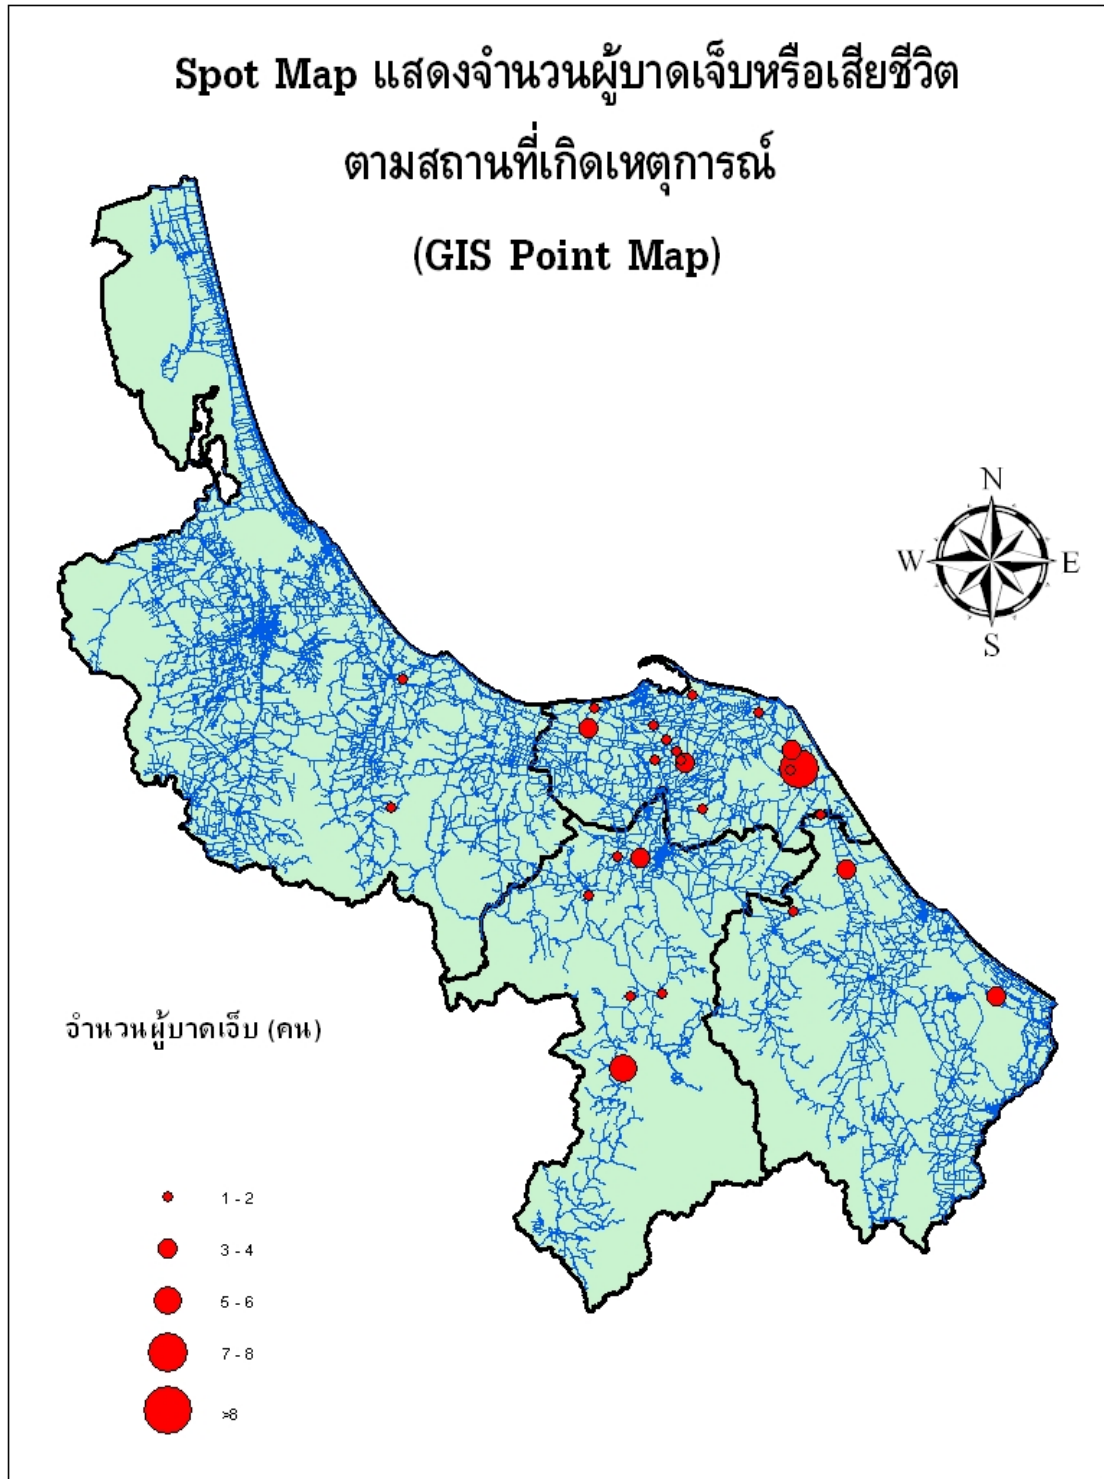 Spot Map แสดงจำนวนผู้บาดเจ็บหรือเสียชีวิต
ตามสถานที่เกิดเหตุการณ์
(GIS Point Map)
N
W
E
S
จำนวนผู้บาดเจ็บ (คน)
1 - 2
3 - 4
5 - 6
7 - 8
>8